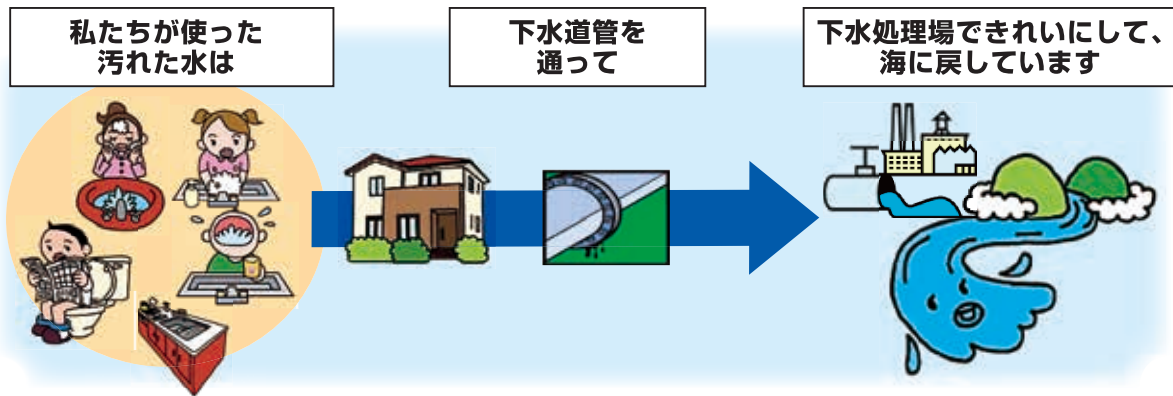 私たちが使った
汚れた水は
下水道管を
通って
下水処理場できれいにして、
海に戻しています